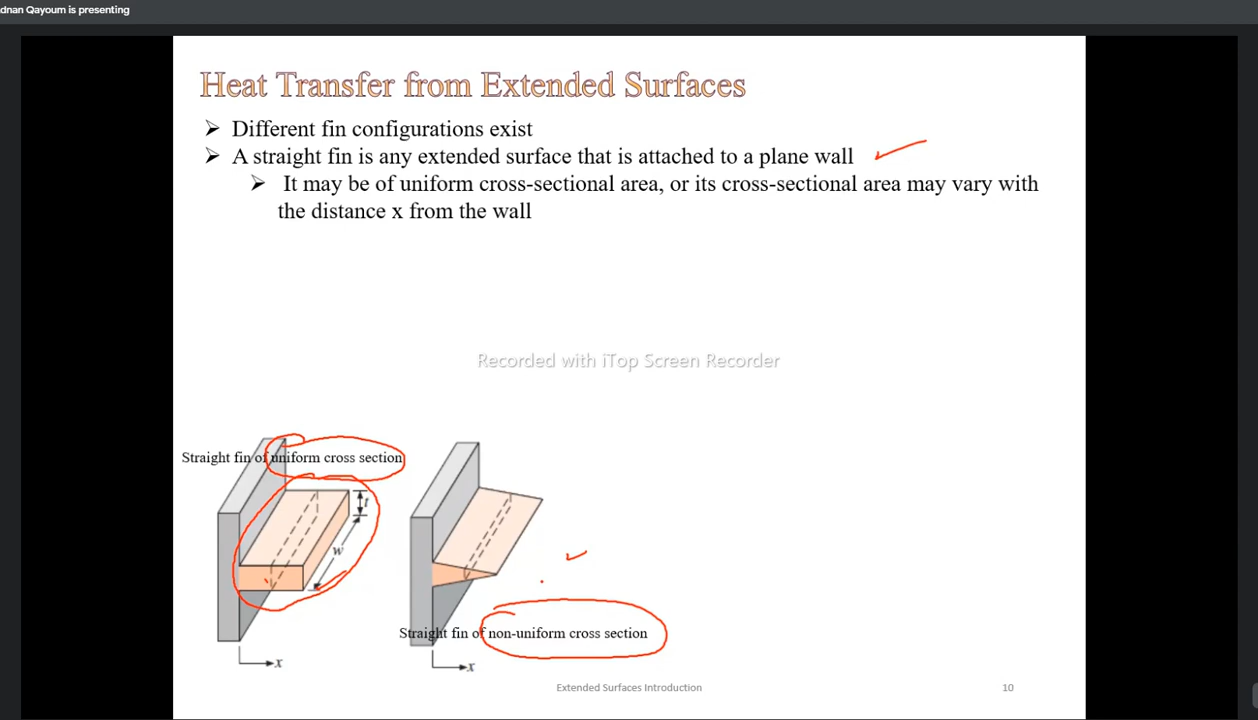 dnan Qayoum is presenting
Heat Transfer from Extended Surfaces
Different fin configurations exist
A straight fin is any extended surface that is attached to a plane wall
It may be of uniform cross-sectional area, or its cross-sectional area may vary with
the distance x from the wall
Recorded with iTop Screen Recorder
Straight fin of uniform cross section
t
w
x
Straight fin of non-uniform cross section
x
Extended Surfaces Introduction
10